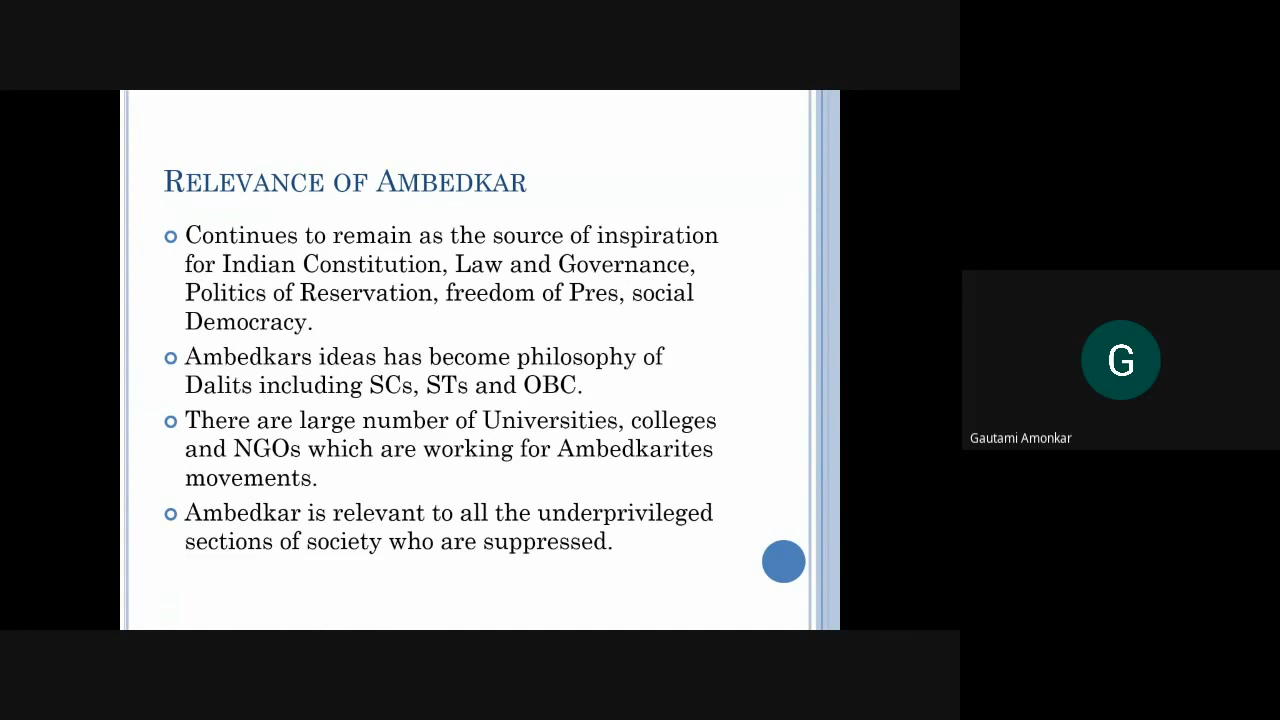 Relevance of Ambedkar
Continues to remain as the source of inspiration
for Indian Constitution, Law and Governance,
Politics of Reservation, freedom of Pres, social
Democracy.
Ambedkars ideas has become philosophy of
Dalits including SCs, STs and OBC.
There are large number of Universities, colleges
and NGOs which are working for Ambedkarites
movements.
Ambedkar is relevant to all the underprivileged
sections of society who are suppressed.
G
Gautami Amonkar